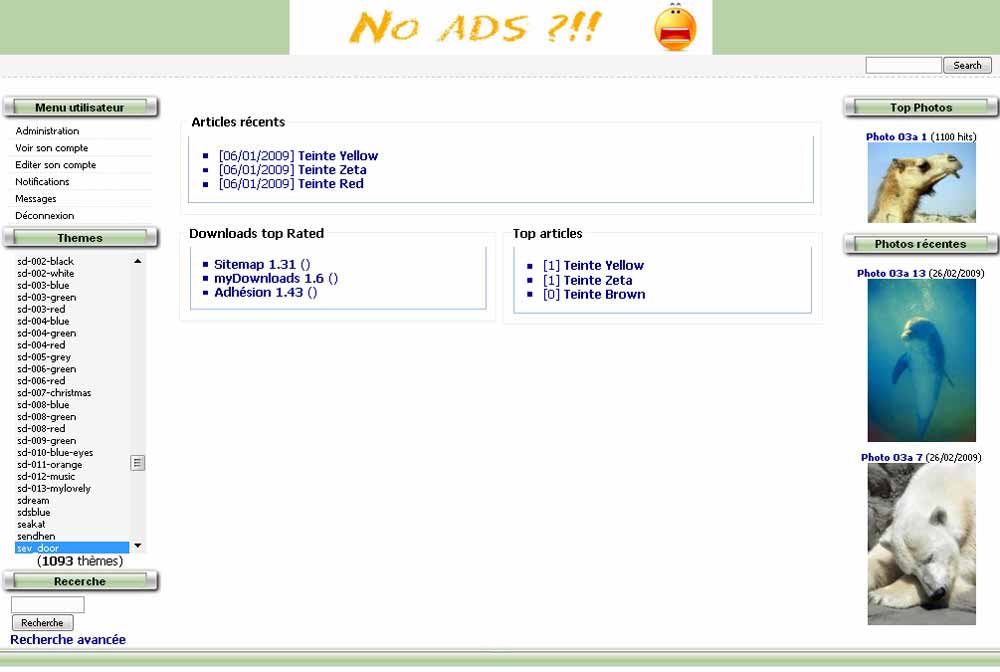 No ADS ?!!
Search
Menu utilisateur
Administration
Voir son compte
Editer son compte
Notifications
Messages
Déconnexion
Themes
sd-002-black
sd-002-white
sd-003-blue
sd-003-green
sd-003-red
sd-004-blue
sd-004-green
sd-004-red
sd-005-grey
sd-006-green
sd-006-red
sd-007-christmas
sd-008-blue
sd-008-green
sd-008-red
sd-009-green
sd-010-blue-eyes
sd-011-orange
sd-012-music
sd-013-mylovely
sdream
sdsblue
seakat
sendhen
sev_door
(1093 thèmes)
Recerche
Recherche
Recherche avancée
Articles récents
[06/01/2009] Teinte Yellow
[06/01/2009] Teinte Zeta
[06/01/2009] Teinte Red
Downloads top Rated
Sitemap 1.31 ()
myDownloads 1.6 ()
Adhésion 1.43 ()
Top articles
[1] Teinte Yellow
[1] Teinte Zeta
[0] Teinte Brown
Top Photos
Photo 03a 1 (1100 hits)
Photos récentes
Photo 03a 13 (26/02/2009)
Photo 03a 7 (26/02/2009)